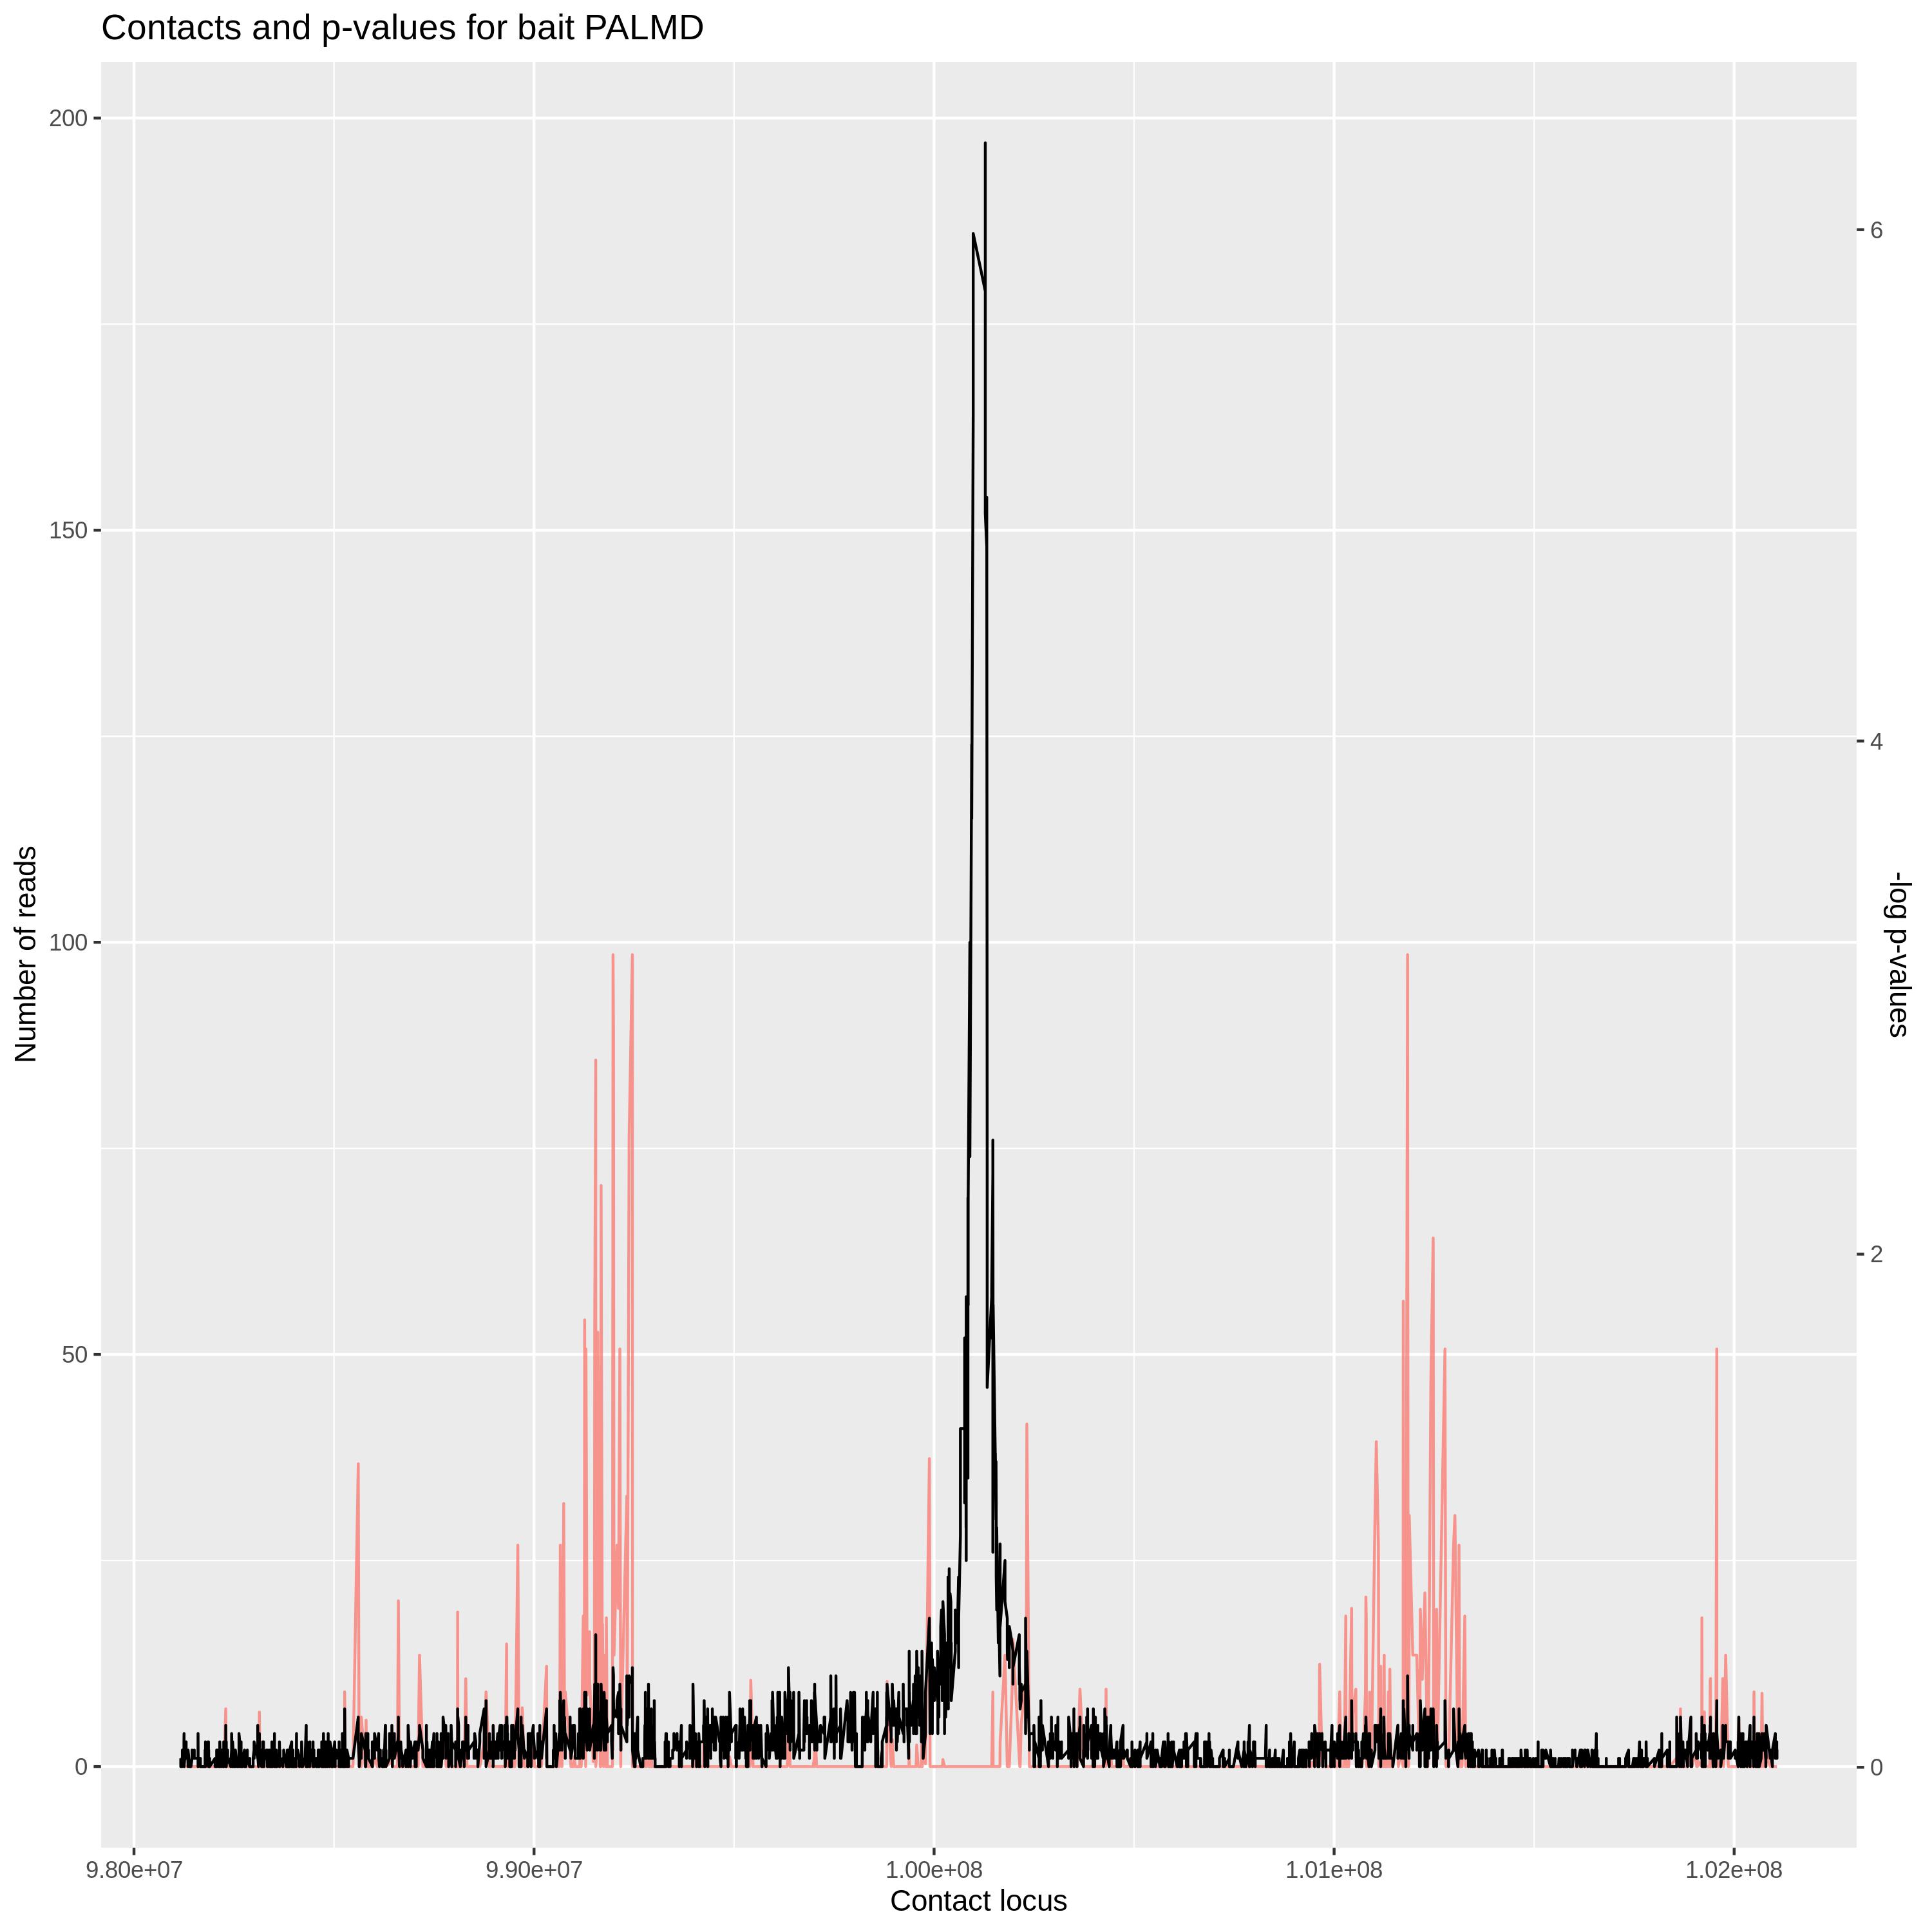 Contacts and p-values for bait PALMD
200
150
100
50
0
Number of reads
6
4
2
0
-log p-values
9.80e+07 9.90e+07 1.00e+08 1.01e+08 1.02e+08
Contact locus